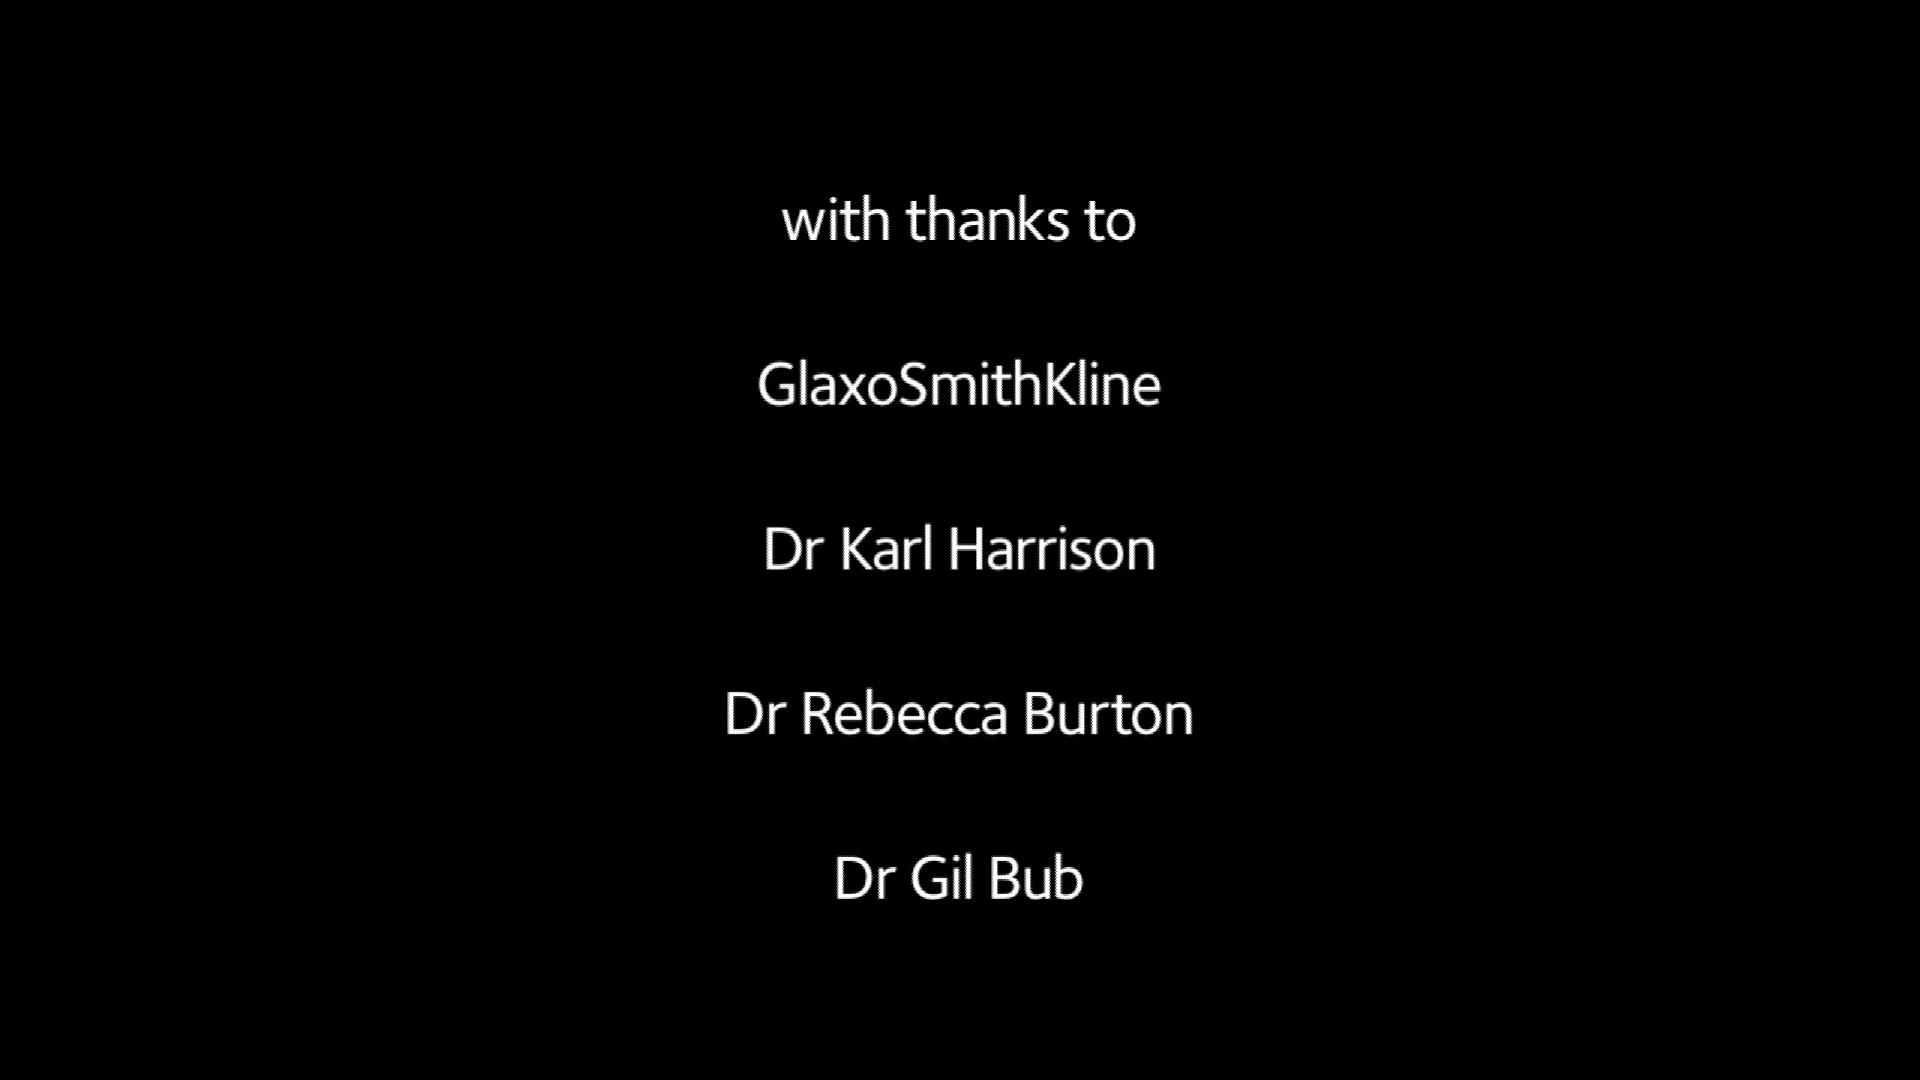 with thanks to
GlaxoSmithKline
Dr Karl Harrison
Dr Rebecca Burton
Dr Gil Bub